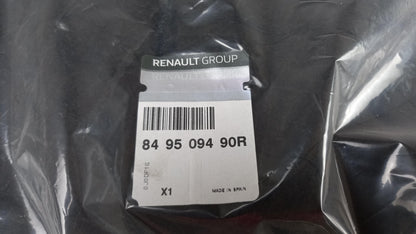 RENAULT GROUP
84 95 094 90R
X1
MADE IN SPAIN